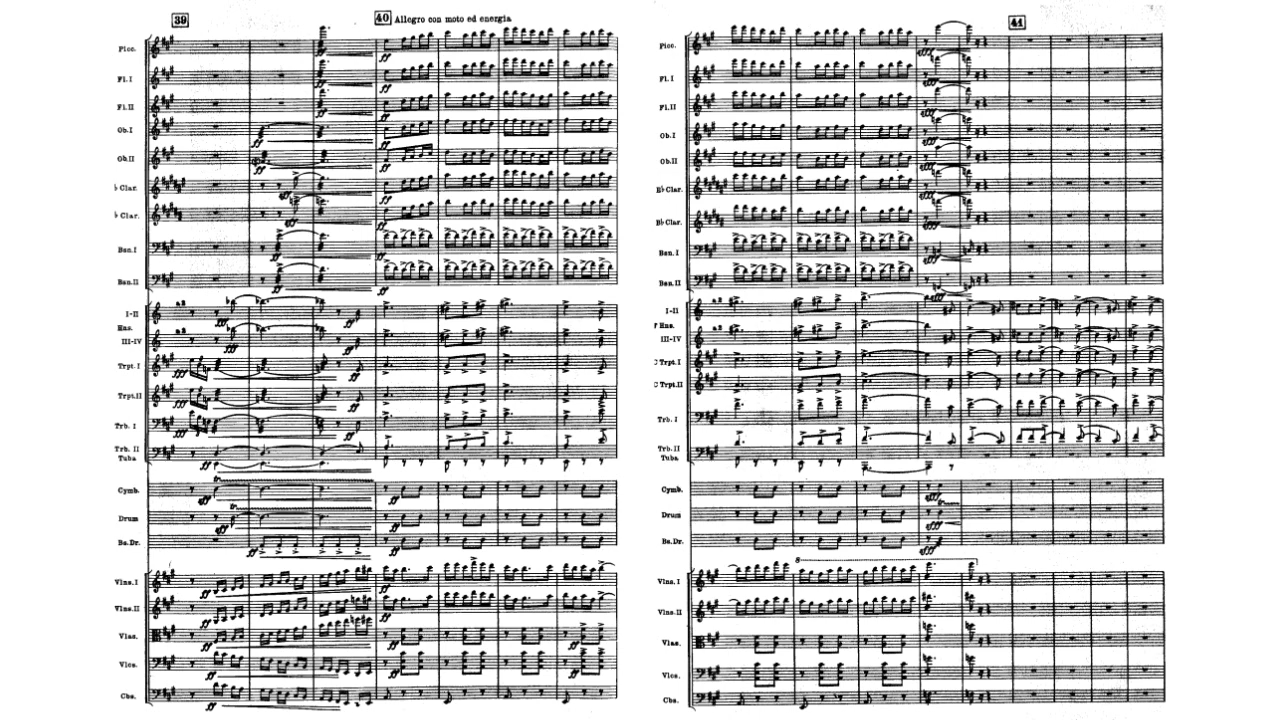 39
40 Allegro con moto ed energia
Picc.
Fl. I
Fl. II
Ob. I
Ob. II
♭ Clar.
♭ Clar.
Bsn. I
Bsn. II
I-II
Hns.
III-IV
Trpt. I
Trpt. II
Trb. I
Trb. II
Tuba
Cymb.
Drum
Bs. Dr.
Vlns. I
Vlns. II
Vlas.
Vlcs.
Cbs.
41
Picc.
Fl. I
Fl. II
Ob. I
Ob. II
E♭ Clar.
B♭ Clar.
Bsn. I
Bsn. II
I-II
F Hns.
III-IV
C Trpt. I
C Trpt. II
Trb. I
Trb. II
Tuba
Cymb.
Drum
Bs. Dr.
Vlns. I
Vlns. II
Vlas.
Vlcs.
Cbs.